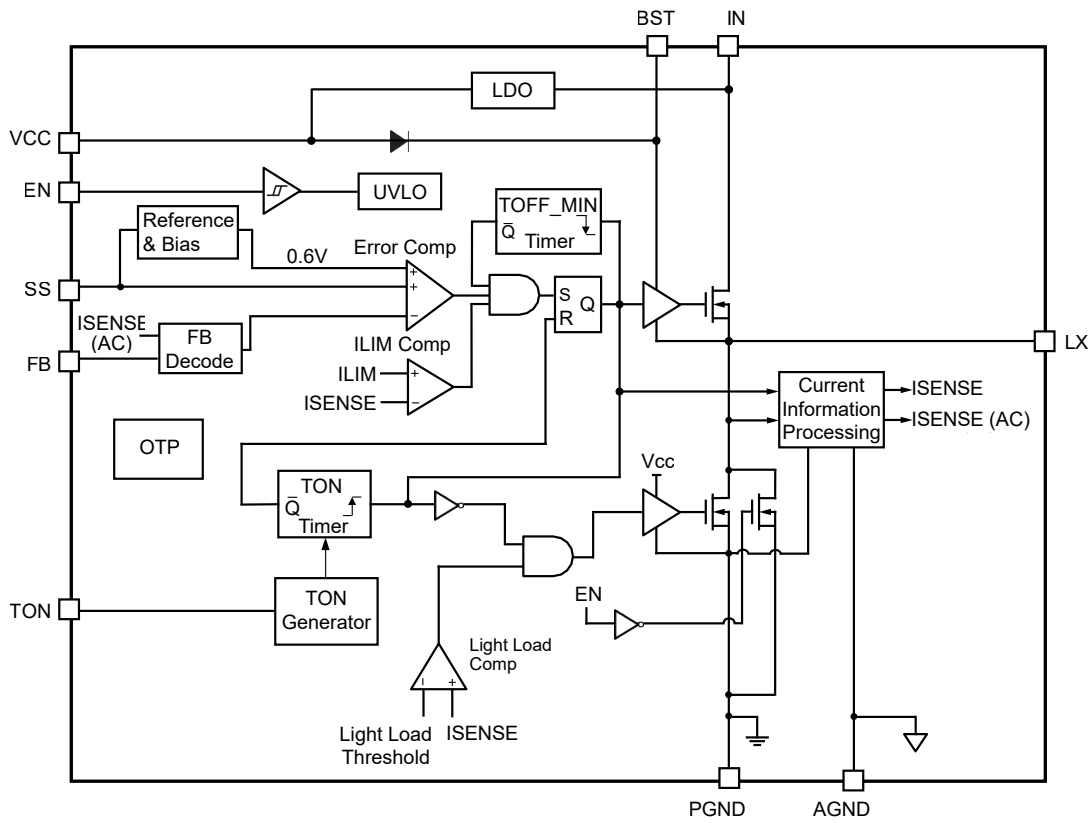 BST
IN
LDO
VCC
EN
UVLO
TOFF_MIN
Q̅
Timer
Reference
& Bias
Error Comp
0.6V
+
+
−
SS
S
Q
R
ISENSE
(AC)
FB
Decode
FB
ILIM Comp
ILIM
+
ISENSE
−
LX
Current
Information
Processing
ISENSE
ISENSE (AC)
OTP
Vcc
TON
Q̅
Timer
TON
TON
Generator
EN
Light Load
Comp
−
+
Light Load
Threshold
ISENSE
PGND
AGND